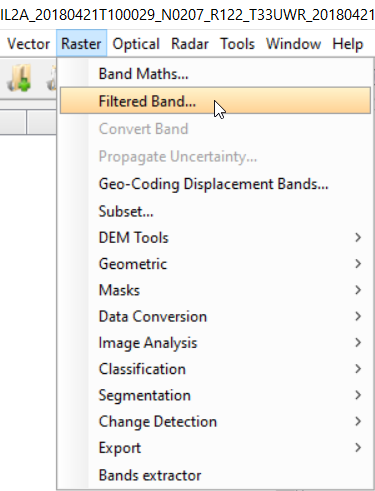 IL2A_20180421T100029_N0207_R122_T33UWR_20180421
Vector Raster Optical Radar Tools Window Help
Band Maths...
Filtered Band...
Convert Band
Propagate Uncertainty...
Geo-Coding Displacement Bands...
Subset...
DEM Tools
Geometric
Masks
Data Conversion
Image Analysis
Classification
Segmentation
Change Detection
Export
Bands extractor